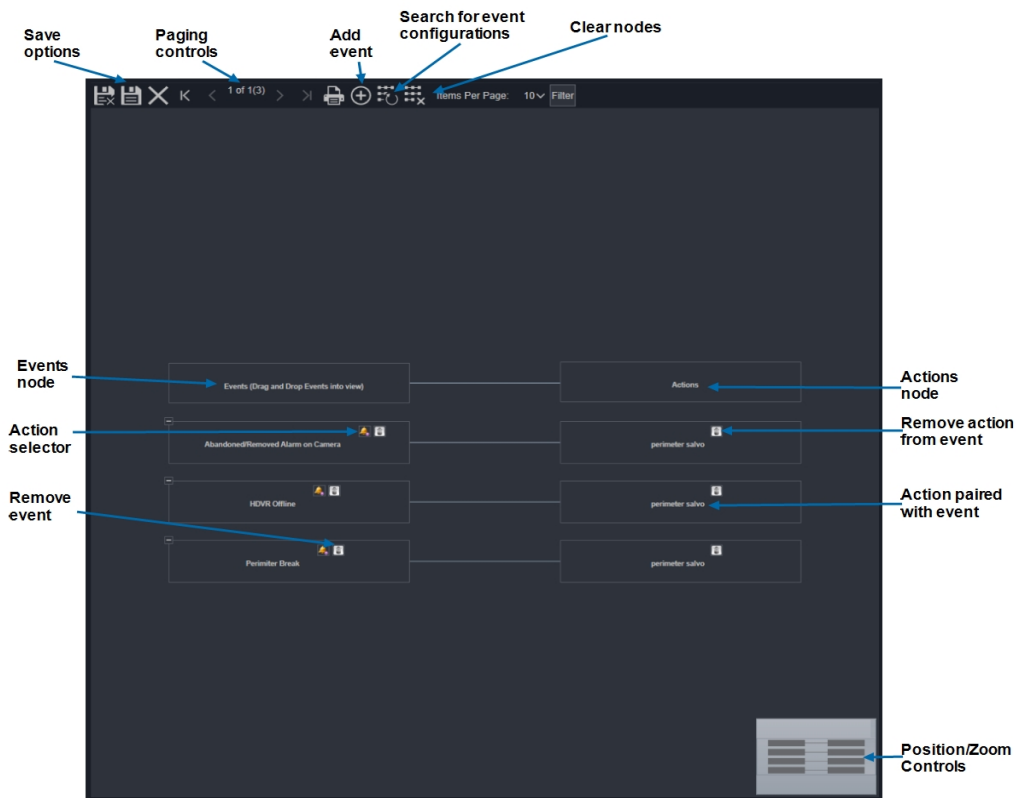 Save
options
Paging
controls
Add
event
Search for event
configurations
Clear nodes
1 of 1(3)
Items Per Page:
10
Filter
Events
node
Events (Drag and Drop Events into view)
Actions
Actions
node
Action
selector
Abandoned/Removed Alarm on Camera
perimeter salvo
Remove action
from event
Remove
event
HDVR Offline
perimeter salvo
Action paired
with event
Perimiter Break
perimeter salvo
Position/Zoom
Controls